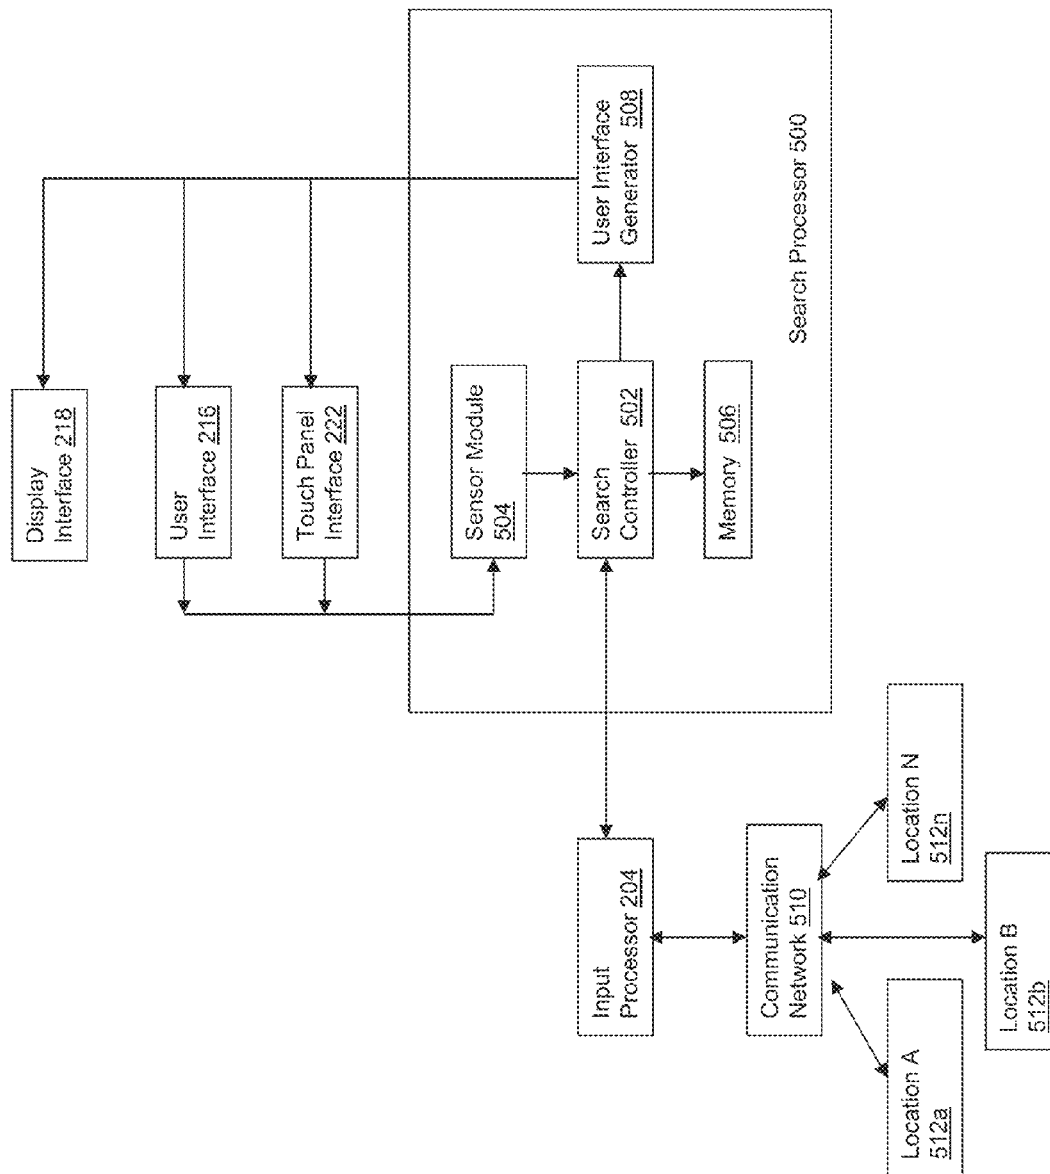 Display
Interface 218
User
Interface 216
Touch Panel
Interface 222
Sensor Module
504
Search
Controller 502
Memory 506
User Interface
Generator 508
Search Processor 500
Input
Processor 204
Communication
Network 510
Location A
512a
Location B
512b
Location N
512n